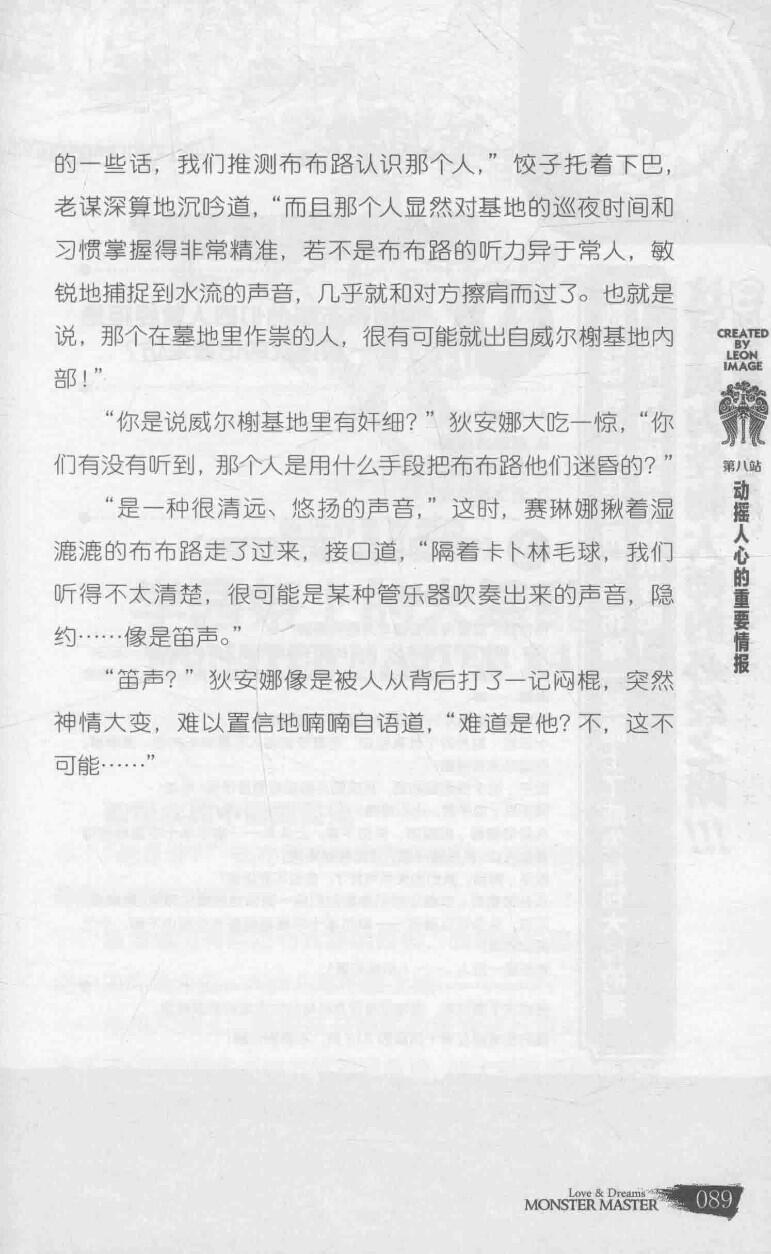 的一些话，我们推测布布路认识那个人，”饺子托着下巴，
老谋深算地沉吟道，“而且那个人显然对基地的巡夜时间和
习惯掌握得非常精准，若不是布布路的听力异于常人，敏
锐地捕捉到水流的声音，几乎就和对方擦肩而过了。也就是
说，那个在墓地里作祟的人，很有可能就出自威尔榭基地内
部！”
“你是说威尔榭基地里有奸细？”狄安娜大吃一惊，“你
们有没有听到，那个人是用什么手段把布布路他们迷昏的？”
“是一种很清远、悠扬的声音，”这时，赛琳娜揪着湿
漉漉的布布路走了过来，接口道，“隔着卡卜林毛球，我们
听得不太清楚，很可能是某种管乐器吹奏出来的声音，隐
约……像是笛声。”
“笛声？”狄安娜像是被人从背后打了一记闷棍，突然
神情大变，难以置信地喃喃自语道，“难道是他？不，这不
可能……”
CREATED
BY
LEON
IMAGE
第八站
动摇人心的重要情报
Love & Dreams
MONSTER MASTER
089